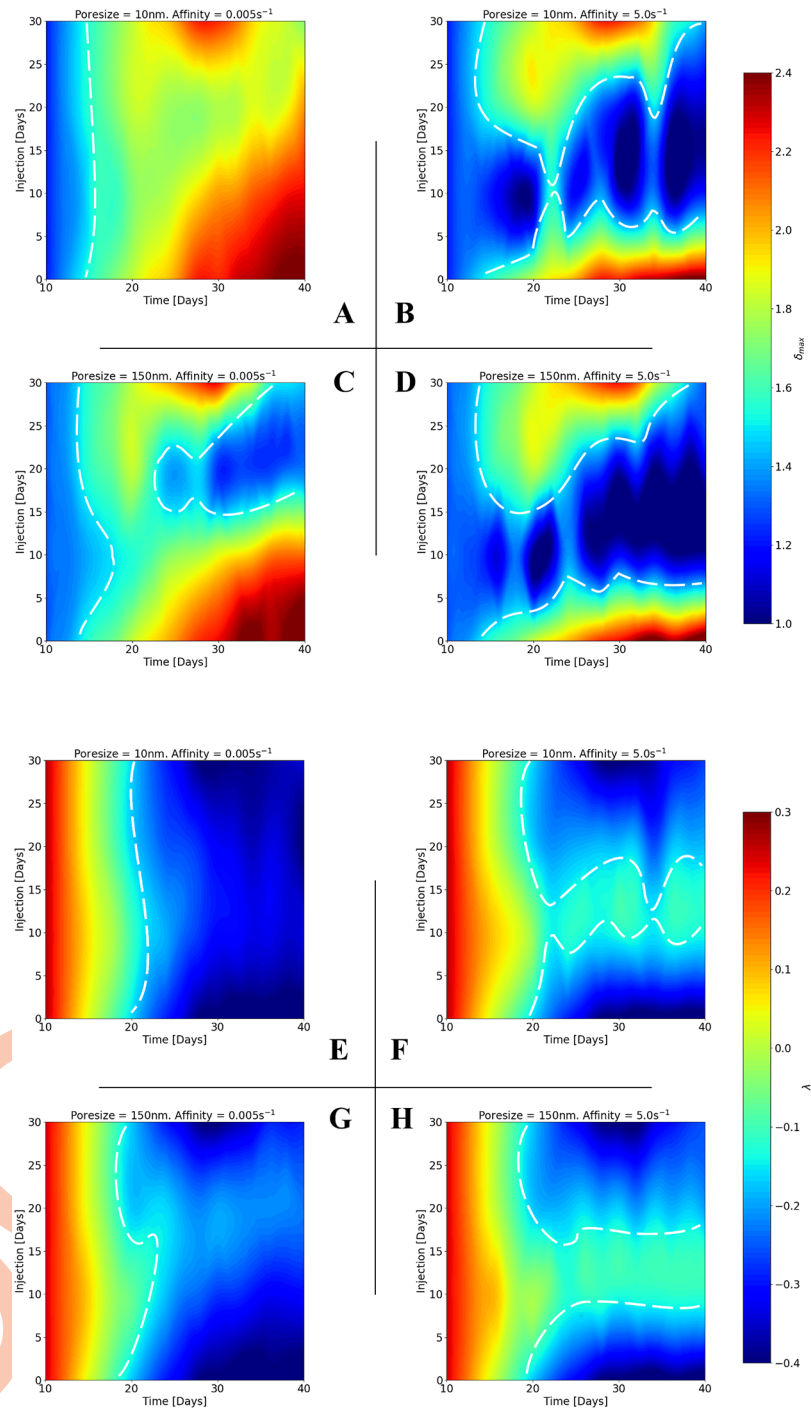 Poresize = 10nm. Affinity = 0.005s⁻¹
Poresize = 10nm. Affinity = 5.0s⁻¹
30
25
20
15
10
5
0
Injection [Days]
10 20 30 40
Time [Days]
30
25
20
15
10
5
0
Injection [Days]
10 20 30 40
Time [Days]
A B
C D
Poresize = 150nm. Affinity = 0.005s⁻¹
Poresize = 150nm. Affinity = 5.0s⁻¹
30
25
20
15
10
5
0
Injection [Days]
10 20 30 40
Time [Days]
30
25
20
15
10
5
0
Injection [Days]
10 20 30 40
Time [Days]
2.4
2.2
2.0
1.8
1.6
1.4
1.2
1.0
δmax
Poresize = 10nm. Affinity = 0.005s⁻¹
Poresize = 10nm. Affinity = 5.0s⁻¹
30
25
20
15
10
5
0
Injection [Days]
10 20 30 40
Time [Days]
30
25
20
15
10
5
0
Injection [Days]
10 20 30 40
Time [Days]
E F
G H
Poresize = 150nm. Affinity = 0.005s⁻¹
Poresize = 150nm. Affinity = 5.0s⁻¹
30
25
20
15
10
5
0
Injection [Days]
10 20 30 40
Time [Days]
30
25
20
15
10
5
0
Injection [Days]
10 20 30 40
Time [Days]
0.3
0.2
0.1
0.0
−0.1
−0.2
−0.3
−0.4
λ